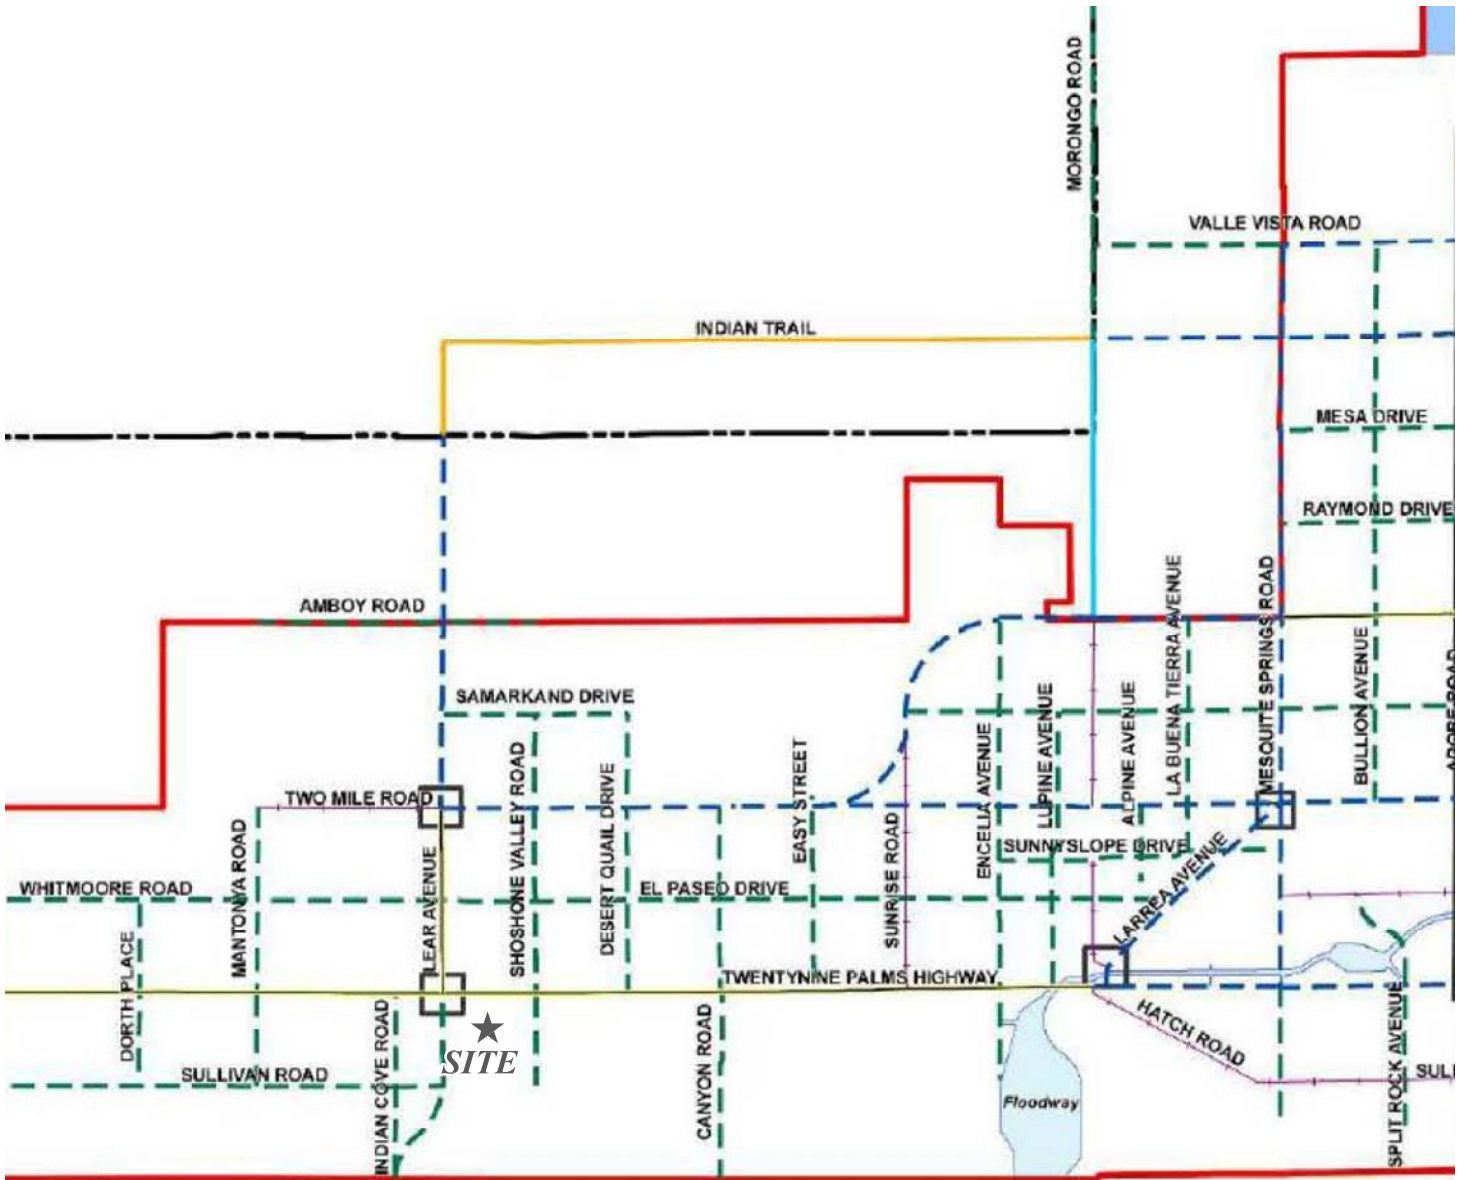 MORONGO ROAD
VALLE VISTA ROAD
INDIAN TRAIL
MESA DRIVE
RAYMOND DRIVE
AMBOY ROAD
SAMARKAND DRIVE
LA BUENA TIERRA AVENUE
MESQUITE SPRINGS ROAD
BULLION AVENUE
ADOBE ROAD
TWO MILE ROAD
SHOSHONE VALLEY ROAD
DESERT QUAIL DRIVE
EASY STREET
SUNRISE ROAD
ENCELIA AVENUE
LUPINE AVENUE
ALPINE AVENUE
SUNNYSLOPE DRIVE
LARREA AVENUE
MANTONYA ROAD
LEAR AVENUE
WHITMOORE ROAD
EL PASEO DRIVE
DORTH PLACE
TWENTYNINE PALMS HIGHWAY
HATCH ROAD
SITE
INDIAN COVE ROAD
CANYON ROAD
SULLIVAN ROAD
Floodway
SPLIT ROCK AVENUE
SULL